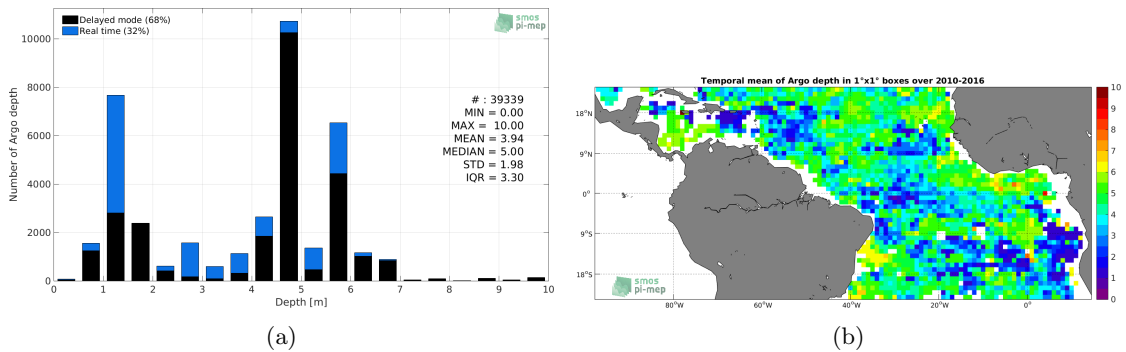 Delayed mode (68%)
Real time (32%)
smos
pi-mep
# : 39339
MIN = 0.00
MAX = 10.00
MEAN = 3.94
MEDIAN = 5.00
STD = 1.98
IQR = 3.30
Number of Argo depth
10000
8000
6000
4000
2000
0
0 1 2 3 4 5 6 7 8 9 10
Depth [m]
(a)
Temporal mean of Argo depth in 1°x1° boxes over 2010-2016
18°N
9°N
0°
9°S
18°S
80°W 60°W 40°W 20°W 0°
smos
pi-mep
10
9
8
7
6
5
4
3
2
1
0
(b)